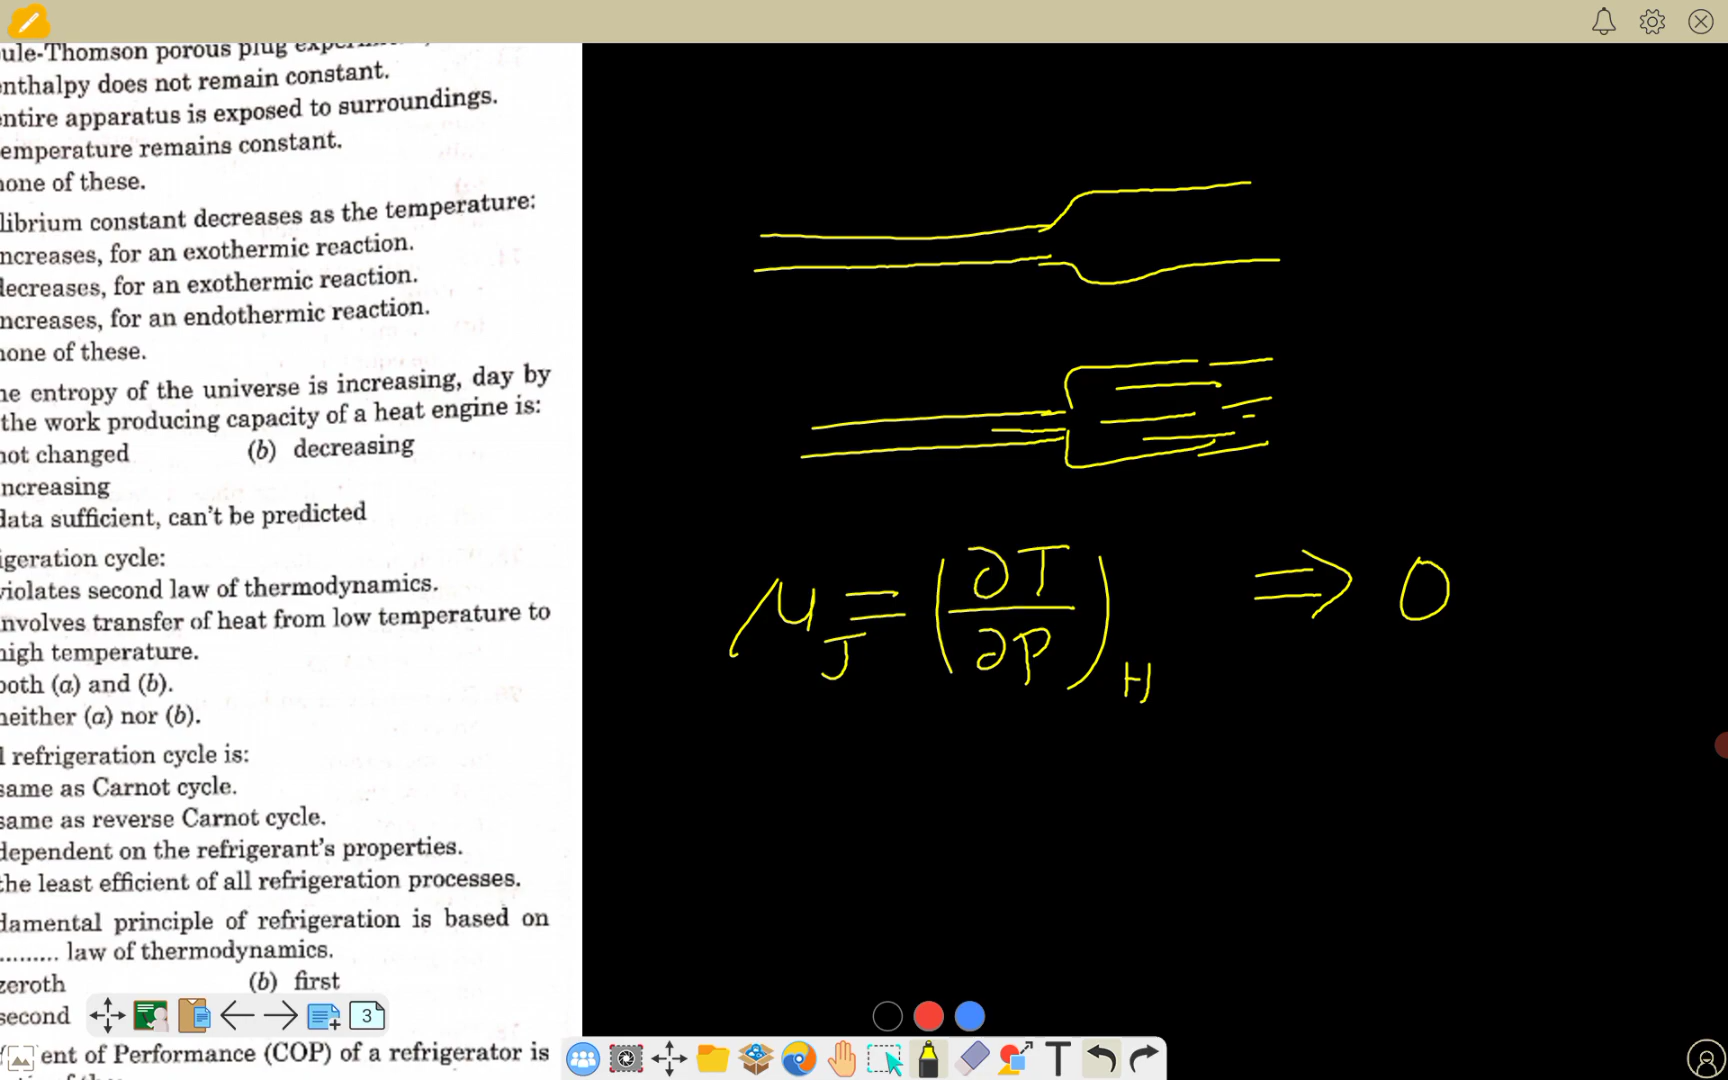 ule-Thomson porous plug
enthalpy does not remain constant.
entire apparatus is exposed to surroundings.
emperature remains constant.
none of these.
librium constant decreases as the temperature:
ncreases, for an exothermic reaction.
decreases, for an exothermic reaction.
ncreases, for an endothermic reaction.
none of these.
he entropy of the universe is increasing, day by
the work producing capacity of a heat engine is:
not changed (b) decreasing
ncreasing
data sufficient, can't be predicted
igeration cycle:
violates second law of thermodynamics.
nvolves transfer of heat from low temperature to
high temperature.
both (a) and (b).
neither (a) nor (b).
l refrigeration cycle is:
same as Carnot cycle.
same as reverse Carnot cycle.
dependent on the refrigerant's properties.
the least efficient of all refrigeration processes.
damental principle of refrigeration is based on
......... law of thermodynamics.
zeroth (b) first
second
3
ent of Performance (COP) of a refrigerator is
μ_J = (∂T/∂P)_H ⇒ 0
T